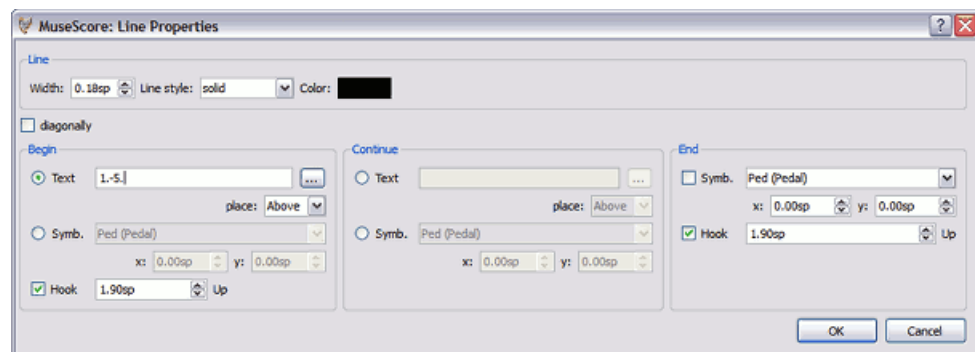 MuseScore: Line Properties
Line
Width: 0.18sp Line style: solid Color:
diagonally
Begin
Text 1.-5. ...
place: Above
Symb. Ped (Pedal)
x: 0.00sp y: 0.00sp
Hook 1.90sp Up
Continue
Text ...
place: Above
Symb. Ped (Pedal)
x: 0.00sp y: 0.00sp
End
Symb. Ped (Pedal)
x: 0.00sp y: 0.00sp
Hook 1.90sp Up
OK Cancel